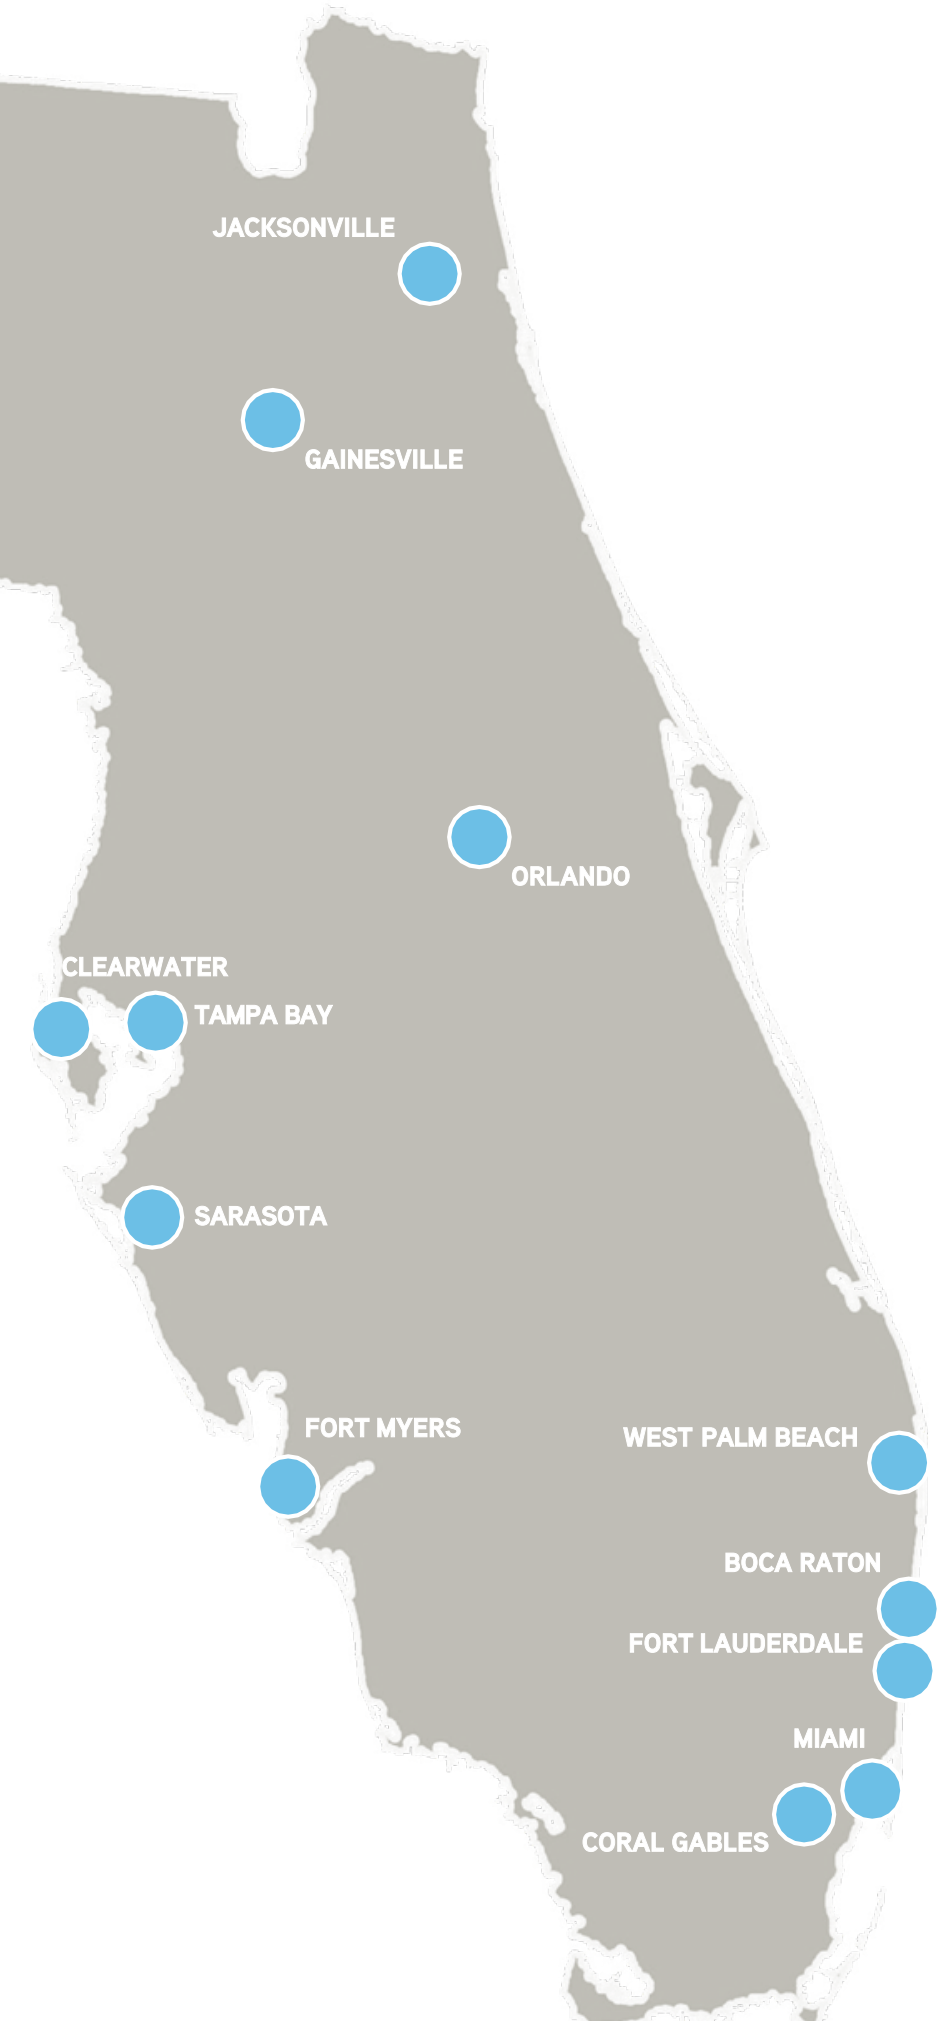 JACKSONVILLE
GAINESVILLE
ORLANDO
CLEARWATER
TAMPA BAY
SARASOTA
FORT MYERS
WEST PALM BEACH
BOCA RATON
FORT LAUDERDALE
MIAMI
CORAL GABLES